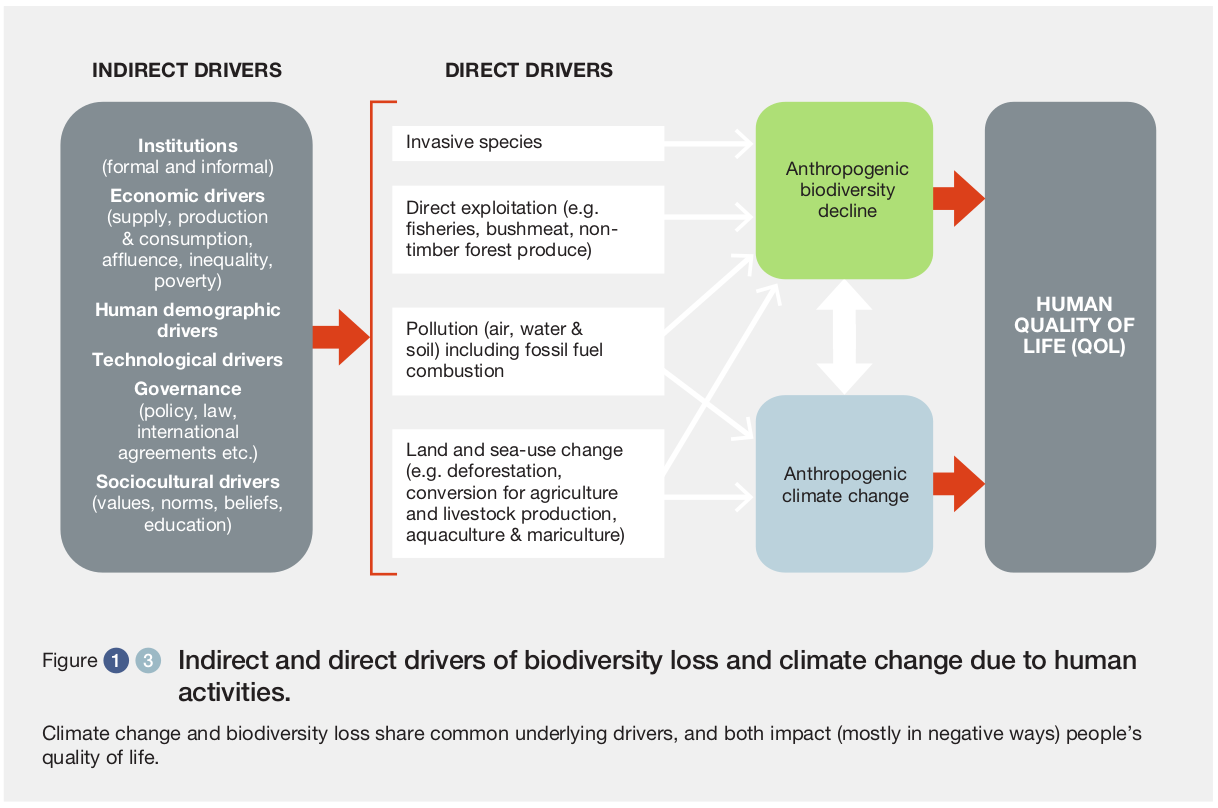 INDIRECT DRIVERS
Institutions
(formal and informal)
Economic drivers
(supply, production
& consumption,
affluence, inequality,
poverty)
Human demographic
drivers
Technological drivers
Governance
(policy, law,
international
agreements etc.)
Sociocultural drivers
(values, norms, beliefs,
education)
DIRECT DRIVERS
Invasive species
Direct exploitation (e.g.
fisheries, bushmeat, non-
timber forest produce)
Pollution (air, water &
soil) including fossil fuel
combustion
Land and sea-use change
(e.g. deforestation,
conversion for agriculture
and livestock production,
aquaculture & mariculture)
Anthropogenic
biodiversity
decline
Anthropogenic
climate change
HUMAN
QUALITY OF
LIFE (QOL)
Figure 1 3 Indirect and direct drivers of biodiversity loss and climate change due to human
activities.
Climate change and biodiversity loss share common underlying drivers, and both impact (mostly in negative ways) people’s
quality of life.